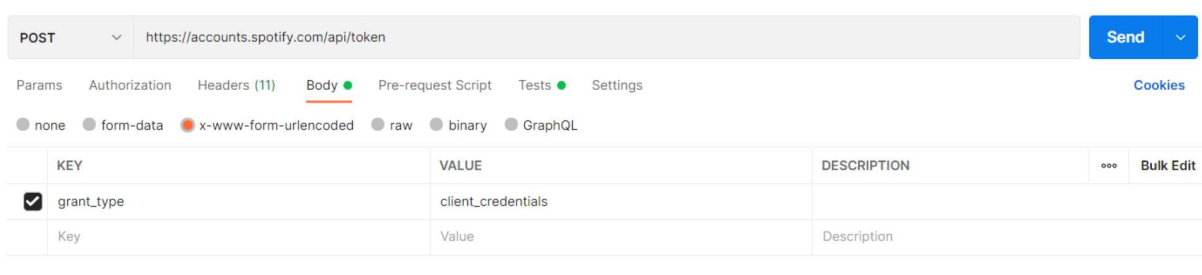 POST https://accounts.spotify.com/api/token Send
Params Authorization Headers (11) Body Pre-request Script Tests Settings Cookies
none form-data x-www-form-urlencoded raw binary GraphQL
KEY VALUE DESCRIPTION ooo Bulk Edit
grant_type client_credentials
Key Value Description